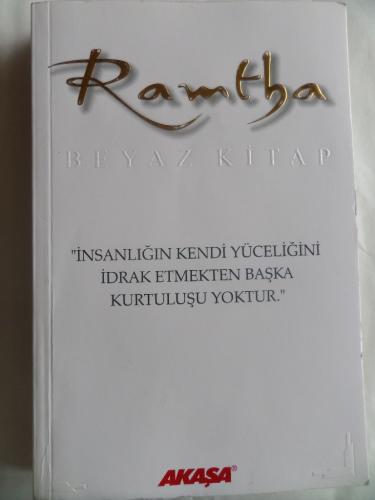 Ramtha
BEYAZ KİTAP
"İNSANLIĞIN KENDİ YÜCELİĞİNİ
İDRAK ETMEKTEN BAŞKA
KURTULUŞU YOKTUR."
AKAŞA®